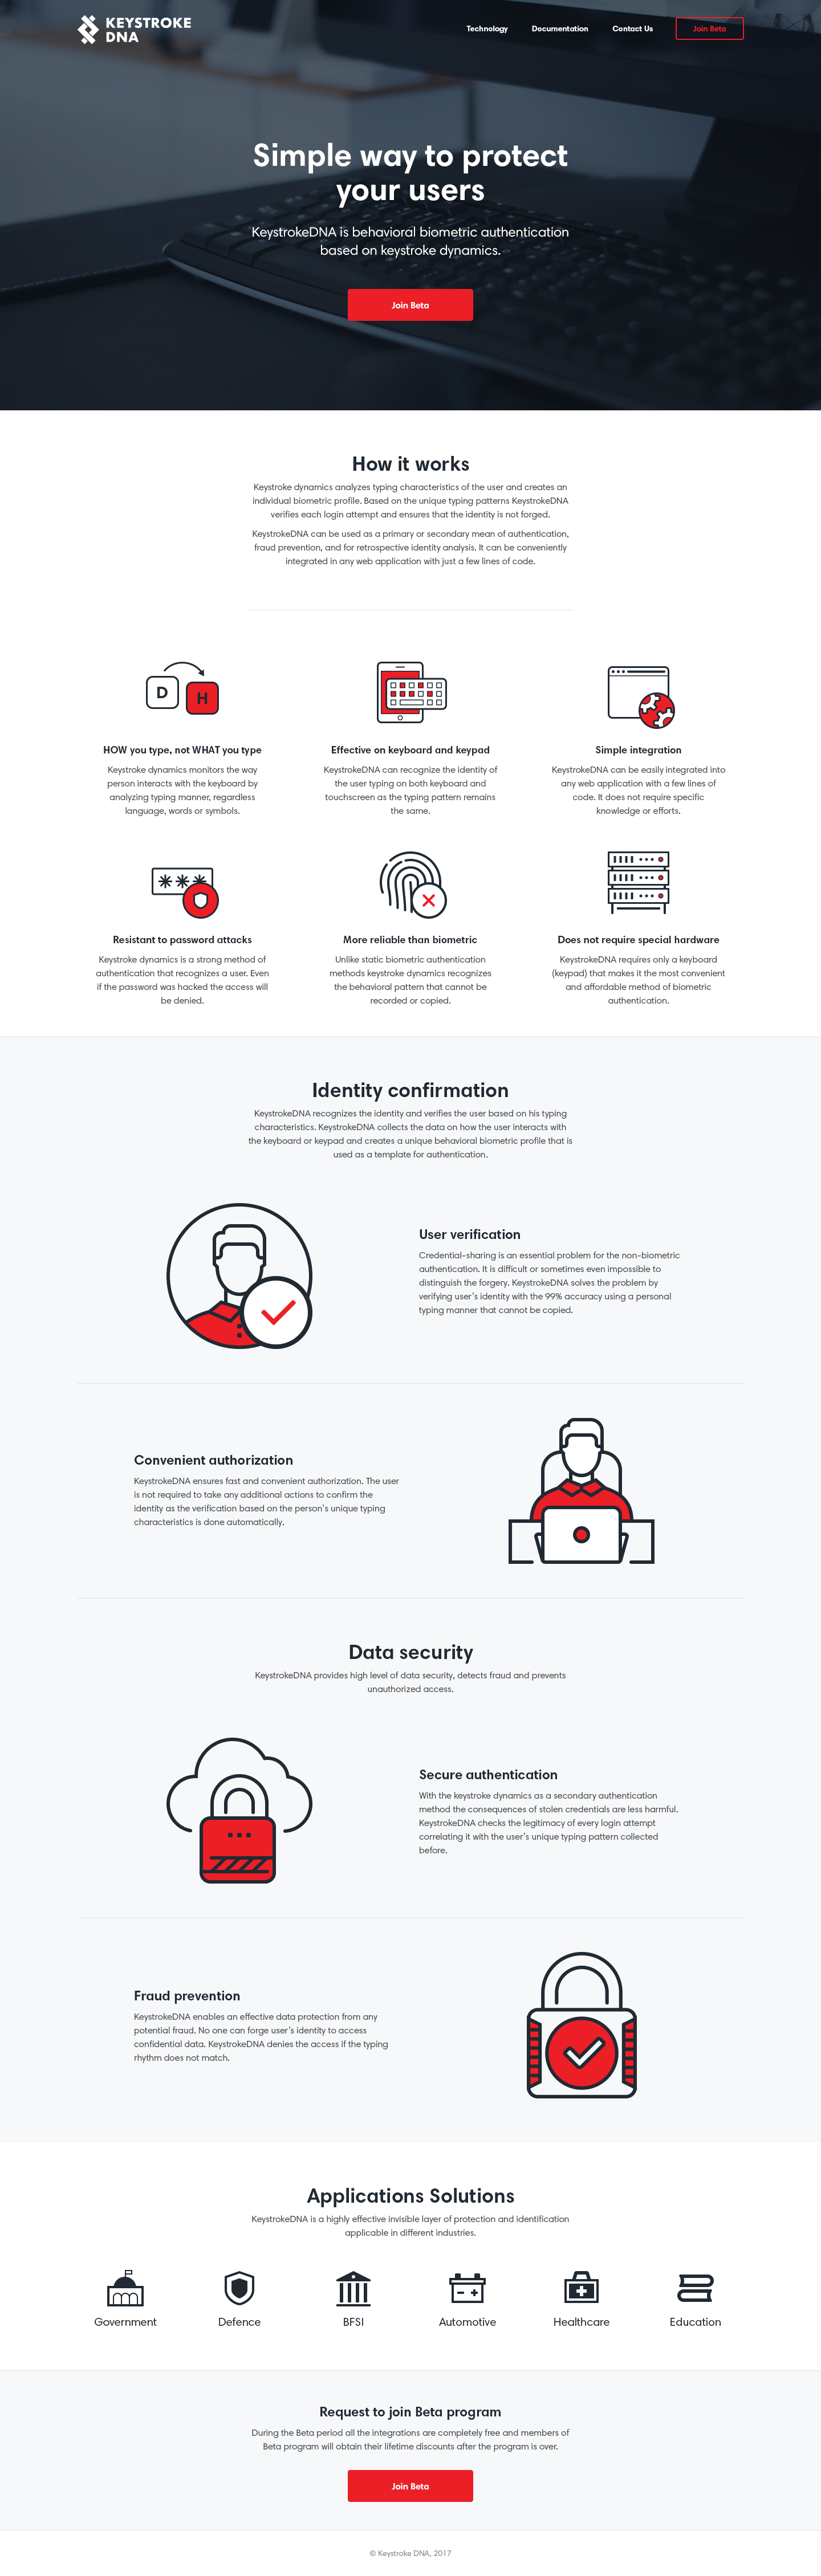 KEYSTROKE
DNA
Technology
Documentation
Contact Us
Join Beta
Simple way to protect
your users
KeystrokeDNA is behavioral biometric authentication
based on keystroke dynamics.
Join Beta
How it works
Keystroke dynamics analyzes typing characteristics of the user and creates an
individual biometric profile. Based on the unique typing patterns KeystrokeDNA
verifies each login attempt and ensures that the identity is not forged.
KeystrokeDNA can be used as a primary or secondary mean of authentication,
fraud prevention, and for retrospective identity analysis. It can be conveniently
integrated in any web application with just a few lines of code.
D
H
HOW you type, not WHAT you type
Keystroke dynamics monitors the way
person interacts with the keyboard by
analyzing typing manner, regardless
language, words or symbols.
Effective on keyboard and keypad
KeystrokeDNA can recognize the identity of
the user typing on both keyboard and
touchscreen as the typing pattern remains
the same.
Simple integration
KeystrokeDNA can be easily integrated into
any web application with a few lines of
code. It does not require specific
knowledge or efforts.
Resistant to password attacks
Keystroke dynamics is a strong method of
authentication that recognizes a user. Even
if the password was hacked the access will
be denied.
More reliable than biometric
Unlike static biometric authentication
methods keystroke dynamics recognizes
the behavioral pattern that cannot be
recorded or copied.
Does not require special hardware
KeystrokeDNA requires only a keyboard
(keypad) that makes it the most convenient
and affordable method of biometric
authentication.
Identity confirmation
KeystrokeDNA recognizes the identity and verifies the user based on his typing
characteristics. KeystrokeDNA collects the data on how the user interacts with
the keyboard or keypad and creates a unique behavioral biometric profile that is
used as a template for authentication.
User verification
Credential-sharing is an essential problem for the non-biometric
authentication. It is difficult or sometimes even impossible to
distinguish the forgery. KeystrokeDNA solves the problem by
verifying user's identity with the 99% accuracy using a personal
typing manner that cannot be copied.
Convenient authorization
KeystrokeDNA ensures fast and convenient authorization. The user
is not required to take any additional actions to confirm the
identity as the verification based on the person's unique typing
characteristics is done automatically.
Data security
KeystrokeDNA provides high level of data security, detects fraud and prevents
unauthorized access.
Secure authentication
With the keystroke dynamics as a secondary authentication
method the consequences of stolen credentials are less harmful.
KeystrokeDNA checks the legitimacy of every login attempt
correlating it with the user's unique typing pattern collected
before.
Fraud prevention
KeystrokeDNA enables an effective data protection from any
potential fraud. No one can forge user's identity to access
confidential data. KeystrokeDNA denies the access if the typing
rhythm does not match.
Applications Solutions
KeystrokeDNA is a highly effective invisible layer of protection and identification
applicable in different industries.
Government
Defence
BFSI
Automotive
Healthcare
Education
Request to join Beta program
During the Beta period all the integrations are completely free and members of
Beta program will obtain their lifetime discounts after the program is over.
Join Beta
© Keystroke DNA, 2017